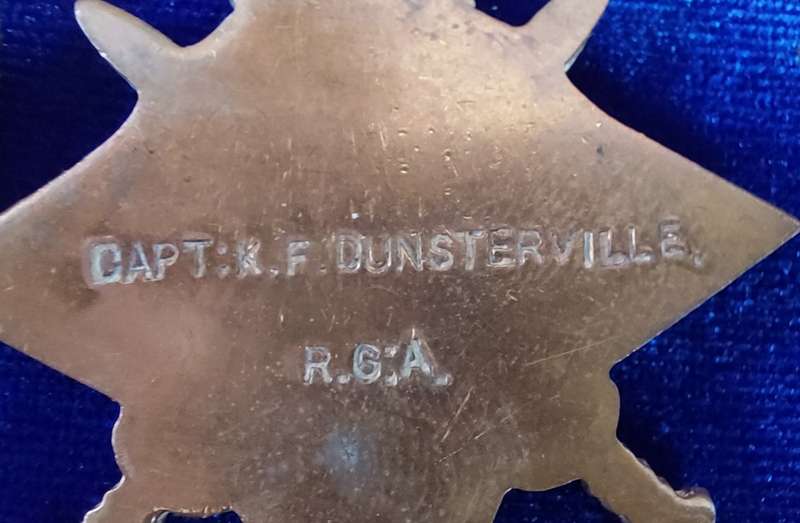 CAPT: K. F. DUNSTERVILLE.
R.G.A.